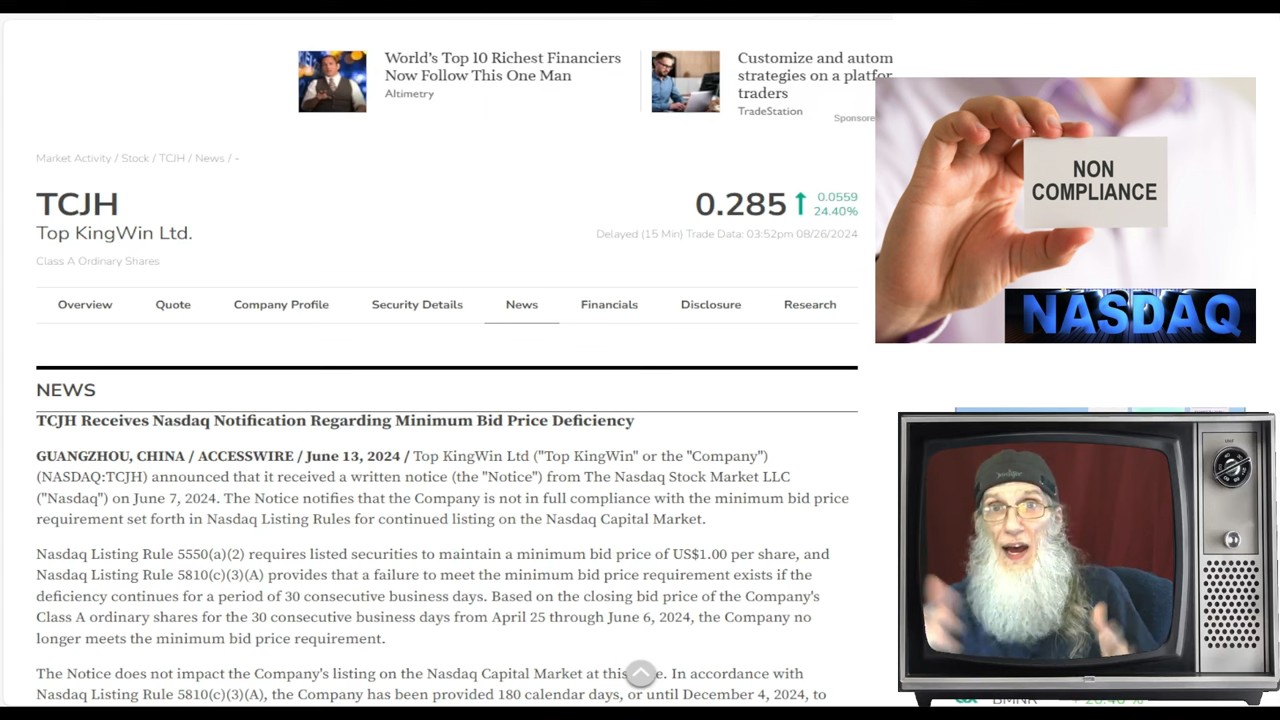 World's Top 10 Richest Financiers
Now Follow This One Man
Altimetry
Customize and autom
strategies on a platfor
traders
TradeStation
Sponsore
Market Activity / Stock / TCJH / News / -
TCJH
0.285
0.0559
24.40%
Top KingWin Ltd.
Delayed (15 Min) Trade Data: 03:52pm 08/26/2024
Class A Ordinary Shares
Overview Quote Company Profile Security Details News Financials Disclosure Research
NEWS
TCJH Receives Nasdaq Notification Regarding Minimum Bid Price Deficiency
GUANGZHOU, CHINA / ACCESSWIRE / June 13, 2024 / Top KingWin Ltd ("Top KingWin" or the "Company")
(NASDAQ:TCJH) announced that it received a written notice (the "Notice") from The Nasdaq Stock Market LLC
("Nasdaq") on June 7, 2024. The Notice notifies that the Company is not in full compliance with the minimum bid price
requirement set forth in Nasdaq Listing Rules for continued listing on the Nasdaq Capital Market.
Nasdaq Listing Rule 5550(a)(2) requires listed securities to maintain a minimum bid price of US$1.00 per share, and
Nasdaq Listing Rule 5810(c)(3)(A) provides that a failure to meet the minimum bid price requirement exists if the
deficiency continues for a period of 30 consecutive business days. Based on the closing bid price of the Company's
Class A ordinary shares for the 30 consecutive business days from April 25 through June 6, 2024, the Company no
longer meets the minimum bid price requirement.
The Notice does not impact the Company's listing on the Nasdaq Capital Market at this e. In accordance with
Nasdaq Listing Rule 5810(c)(3)(A), the Company has been provided 180 calendar days, or until December 4, 2024, to
NON
COMPLIANCE
NASDAQ